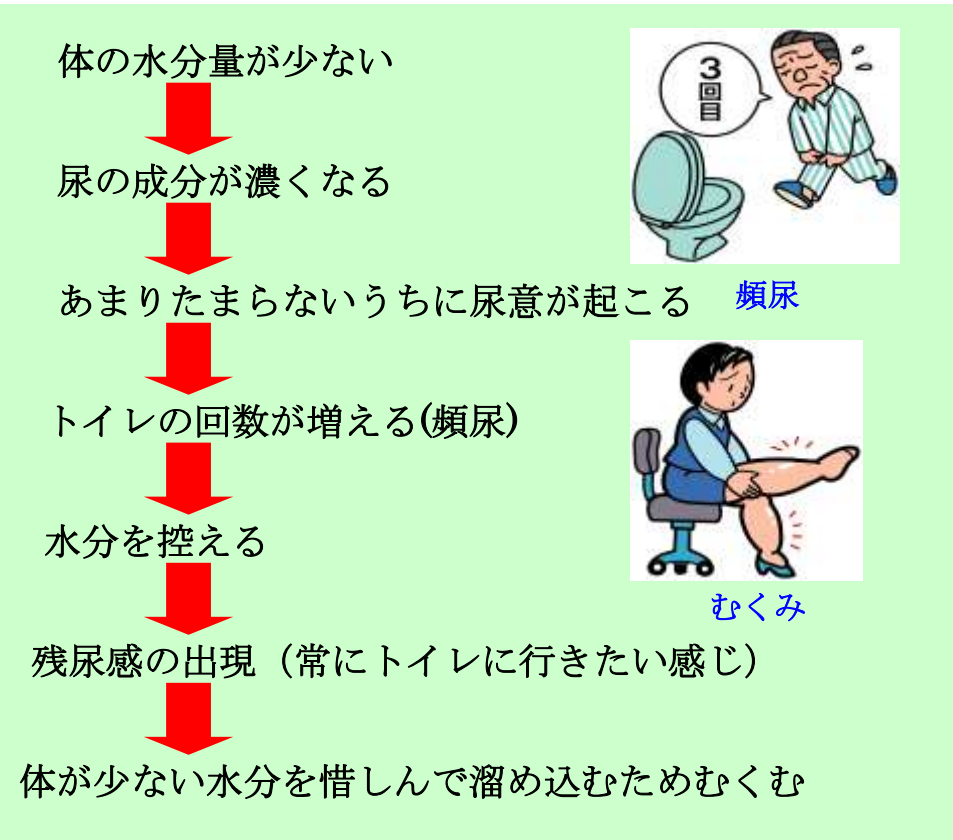 体の水分量が少ない
3回目
尿の成分が濃くなる
あまりたまらないうちに尿意が起こる
頻尿
トイレの回数が増える(頻尿)
水分を控える
むくみ
残尿感の出現（常にトイレに行きたい感じ）
体が少ない水分を惜しんで溜め込むためむくむ